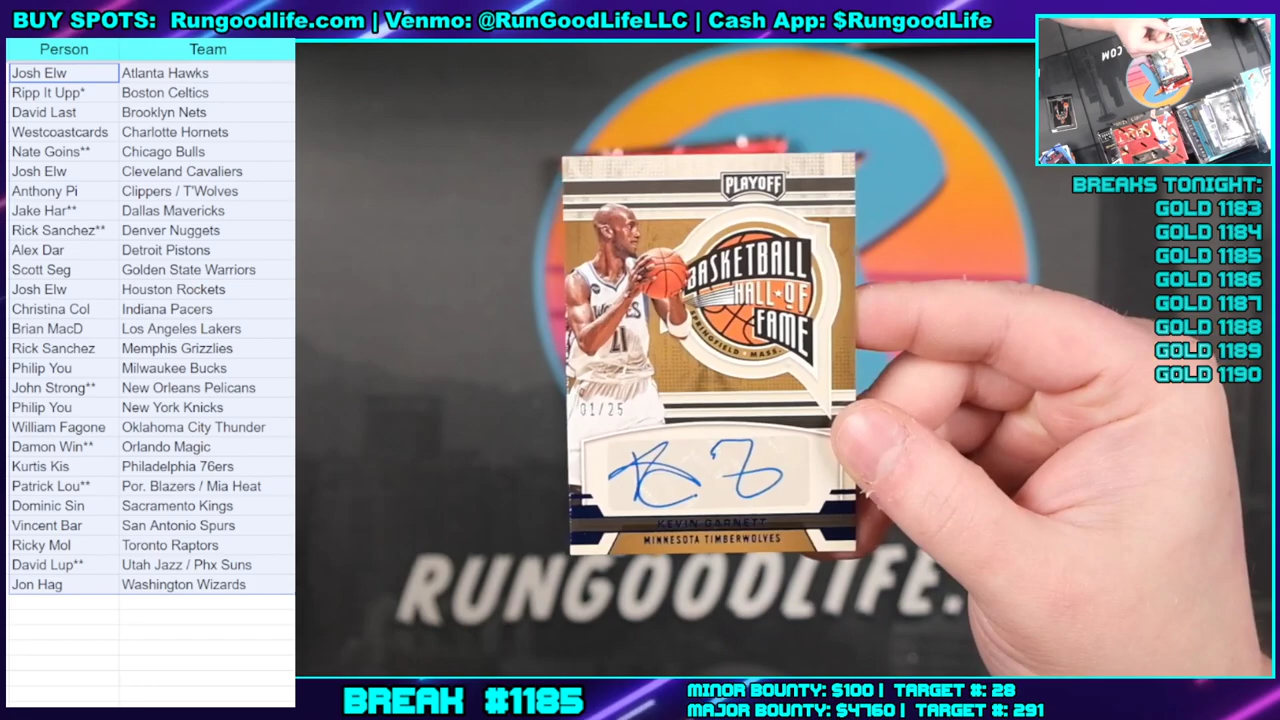 BUY SPOTS: Rungoodlife.com | Venmo: @RunGoodLifeLLC | Cash App: $RungoodLife
Person Team
Josh Elw Atlanta Hawks
Ripp It Upp* Boston Celtics
David Last Brooklyn Nets
Westcoastcards Charlotte Hornets
Nate Goins** Chicago Bulls
Josh Elw Cleveland Cavaliers
Anthony Pi Clippers / T'Wolves
Jake Har** Dallas Mavericks
Rick Sanchez** Denver Nuggets
Alex Dar Detroit Pistons
Scott Seg Golden State Warriors
Josh Elw Houston Rockets
Christina Col Indiana Pacers
Brian MacD Los Angeles Lakers
Rick Sanchez Memphis Grizzlies
Philip You Milwaukee Bucks
John Strong** New Orleans Pelicans
Philip You New York Knicks
William Fagone Oklahoma City Thunder
Damon Win** Orlando Magic
Kurtis Kis Philadelphia 76ers
Patrick Lou** Por. Blazers / Mia Heat
Dominic Sin Sacramento Kings
Vincent Bar San Antonio Spurs
Ricky Mol Toronto Raptors
David Lup** Utah Jazz / Phx Suns
Jon Hag Washington Wizards
PLAYOFF
BASKETBALL
HALL OF
FAME
SPRINGFIELD • MASS.
21
01/25
KEVIN GARNETT
MINNESOTA TIMBERWOLVES
RUNGOODLIFE.
COM
BREAKS TONIGHT:
GOLD 1183
GOLD 1184
GOLD 1185
GOLD 1186
GOLD 1187
GOLD 1188
GOLD 1189
GOLD 1190
BREAK #1185
MINOR BOUNTY: $100 | TARGET #: 28
MAJOR BOUNTY: $4760 | TARGET #: 291